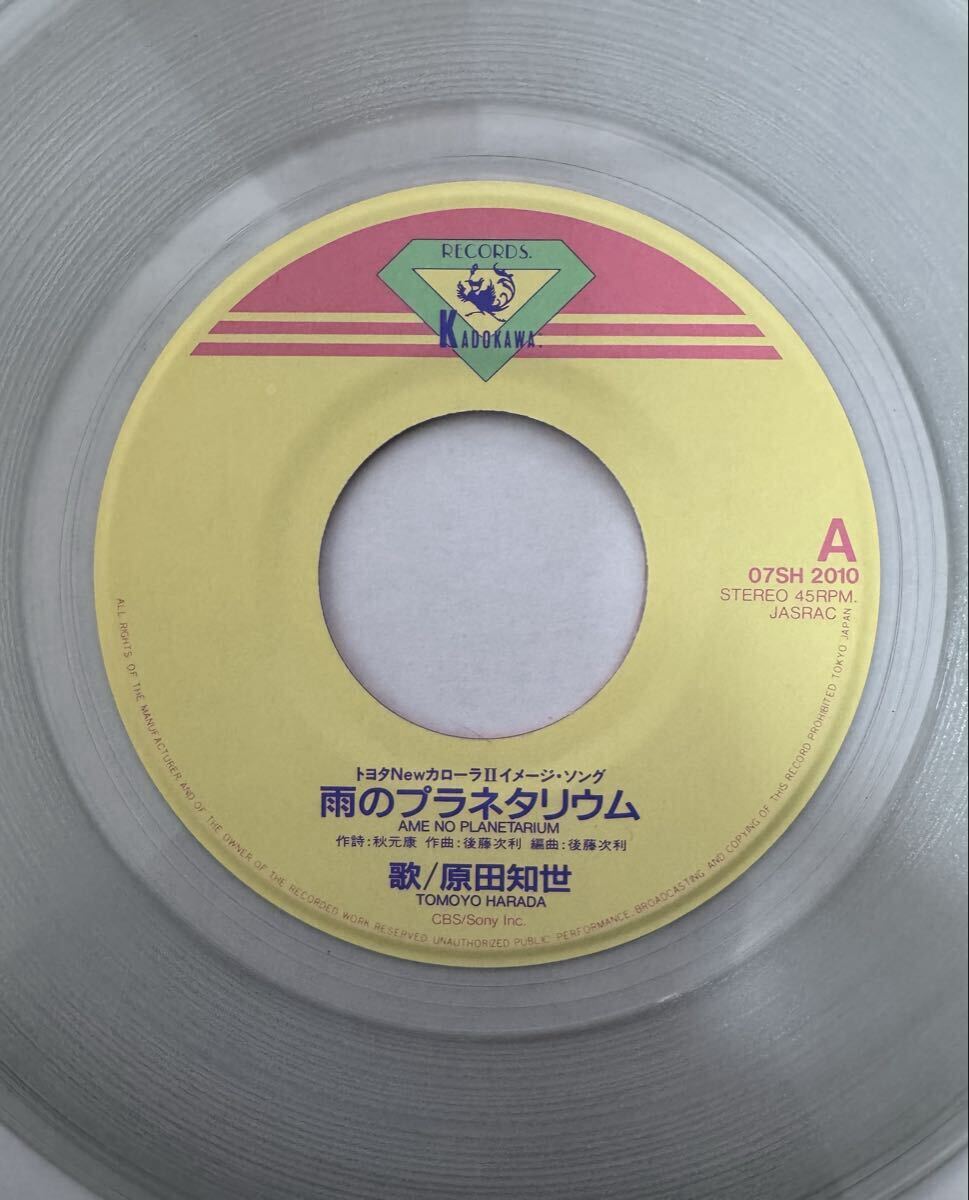 RECORDS.
KADOKAWA.
A
07SH 2010
STEREO 45RPM.
JASRAC
トヨタNewカローラIIイメージ・ソング
雨のプラネタリウム
AME NO PLANETARIUM
作詩:秋元康 作曲:後藤次利 編曲:後藤次利
歌/原田知世
TOMOYO HARADA
CBS/Sony Inc.
ALL RIGHTS OF THE MANUFACTURER AND OF THE OWNER OF THE RECORDED WORK RESERVED. UNAUTHORIZED PUBLIC PERFORMANCE, BROADCASTING AND COPYING OF THIS RECORD PROHIBITED TOKYO JAPAN